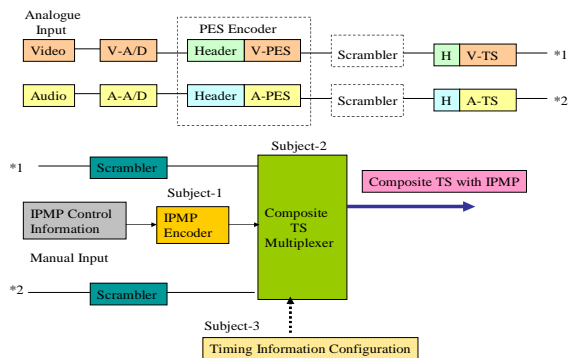 Analogue
Input
PES Encoder
Video
V-A/D
Header
V-PES
Scrambler
H
V-TS
*1
Audio
A-A/D
Header
A-PES
Scrambler
H
A-TS
*2
Subject-2
*1
Scrambler
Composite TS with IPMP
Subject-1
IPMP Control
Information
IPMP
Encoder
Composite
TS
Multiplexer
Manual Input
*2
Scrambler
Subject-3
Timing Information Configuration